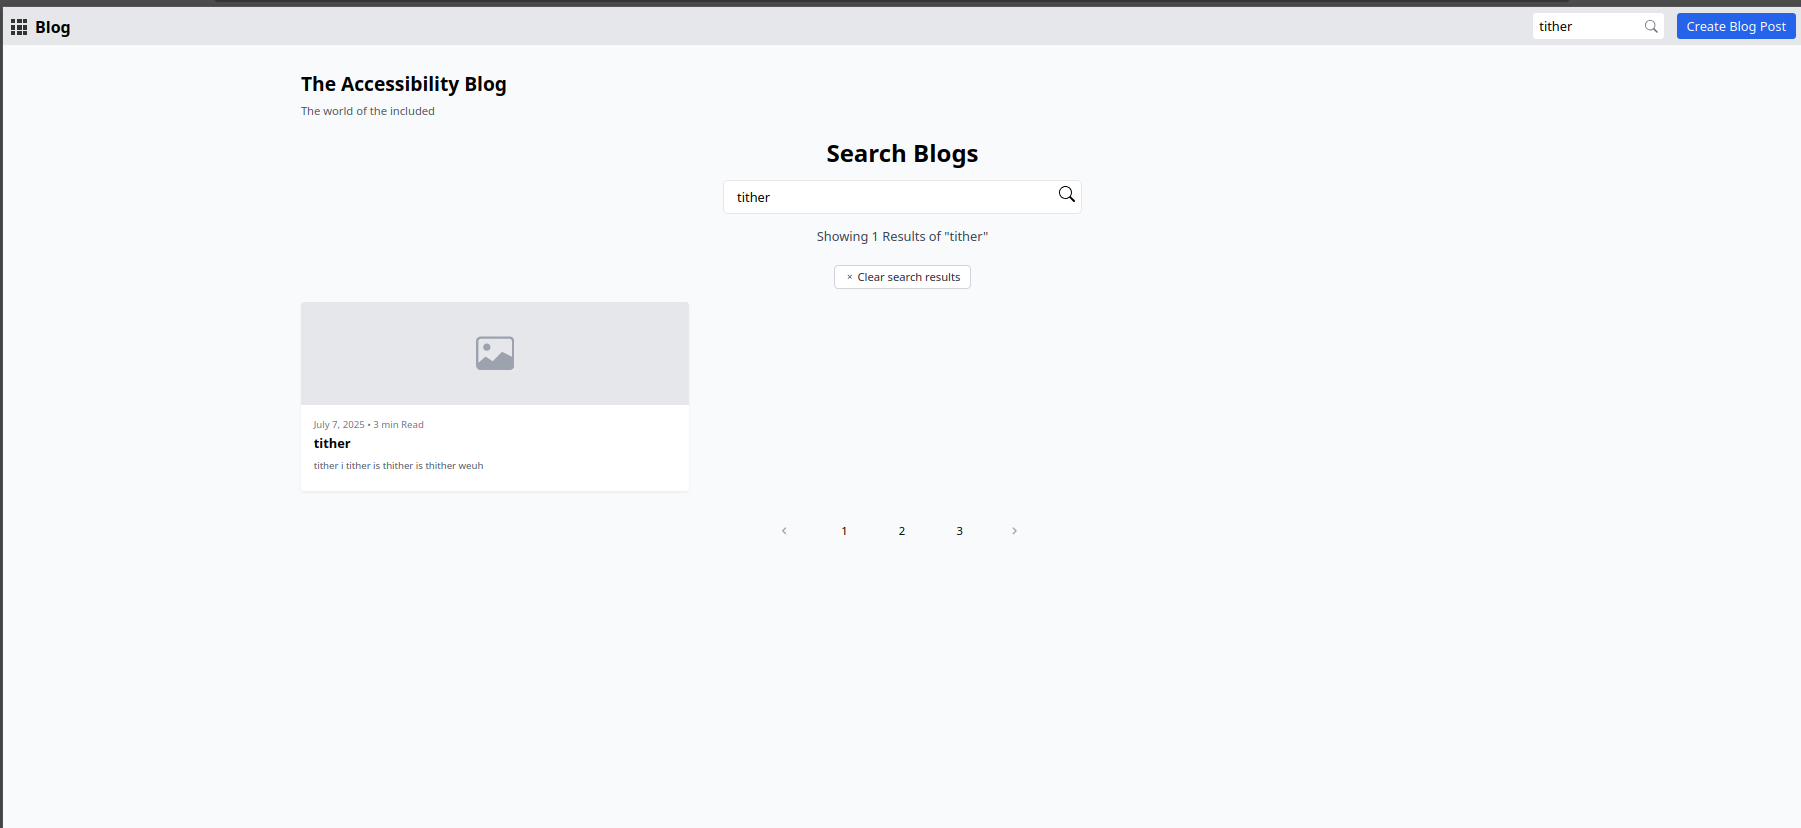 Blog
tither
Create Blog Post
The Accessibility Blog
The world of the included
Search Blogs
tither
Showing 1 Results of "tither"
× Clear search results
July 7, 2025 • 3 min Read
tither
tither i tither is thither is thither weuh
‹ 1 2 3 ›